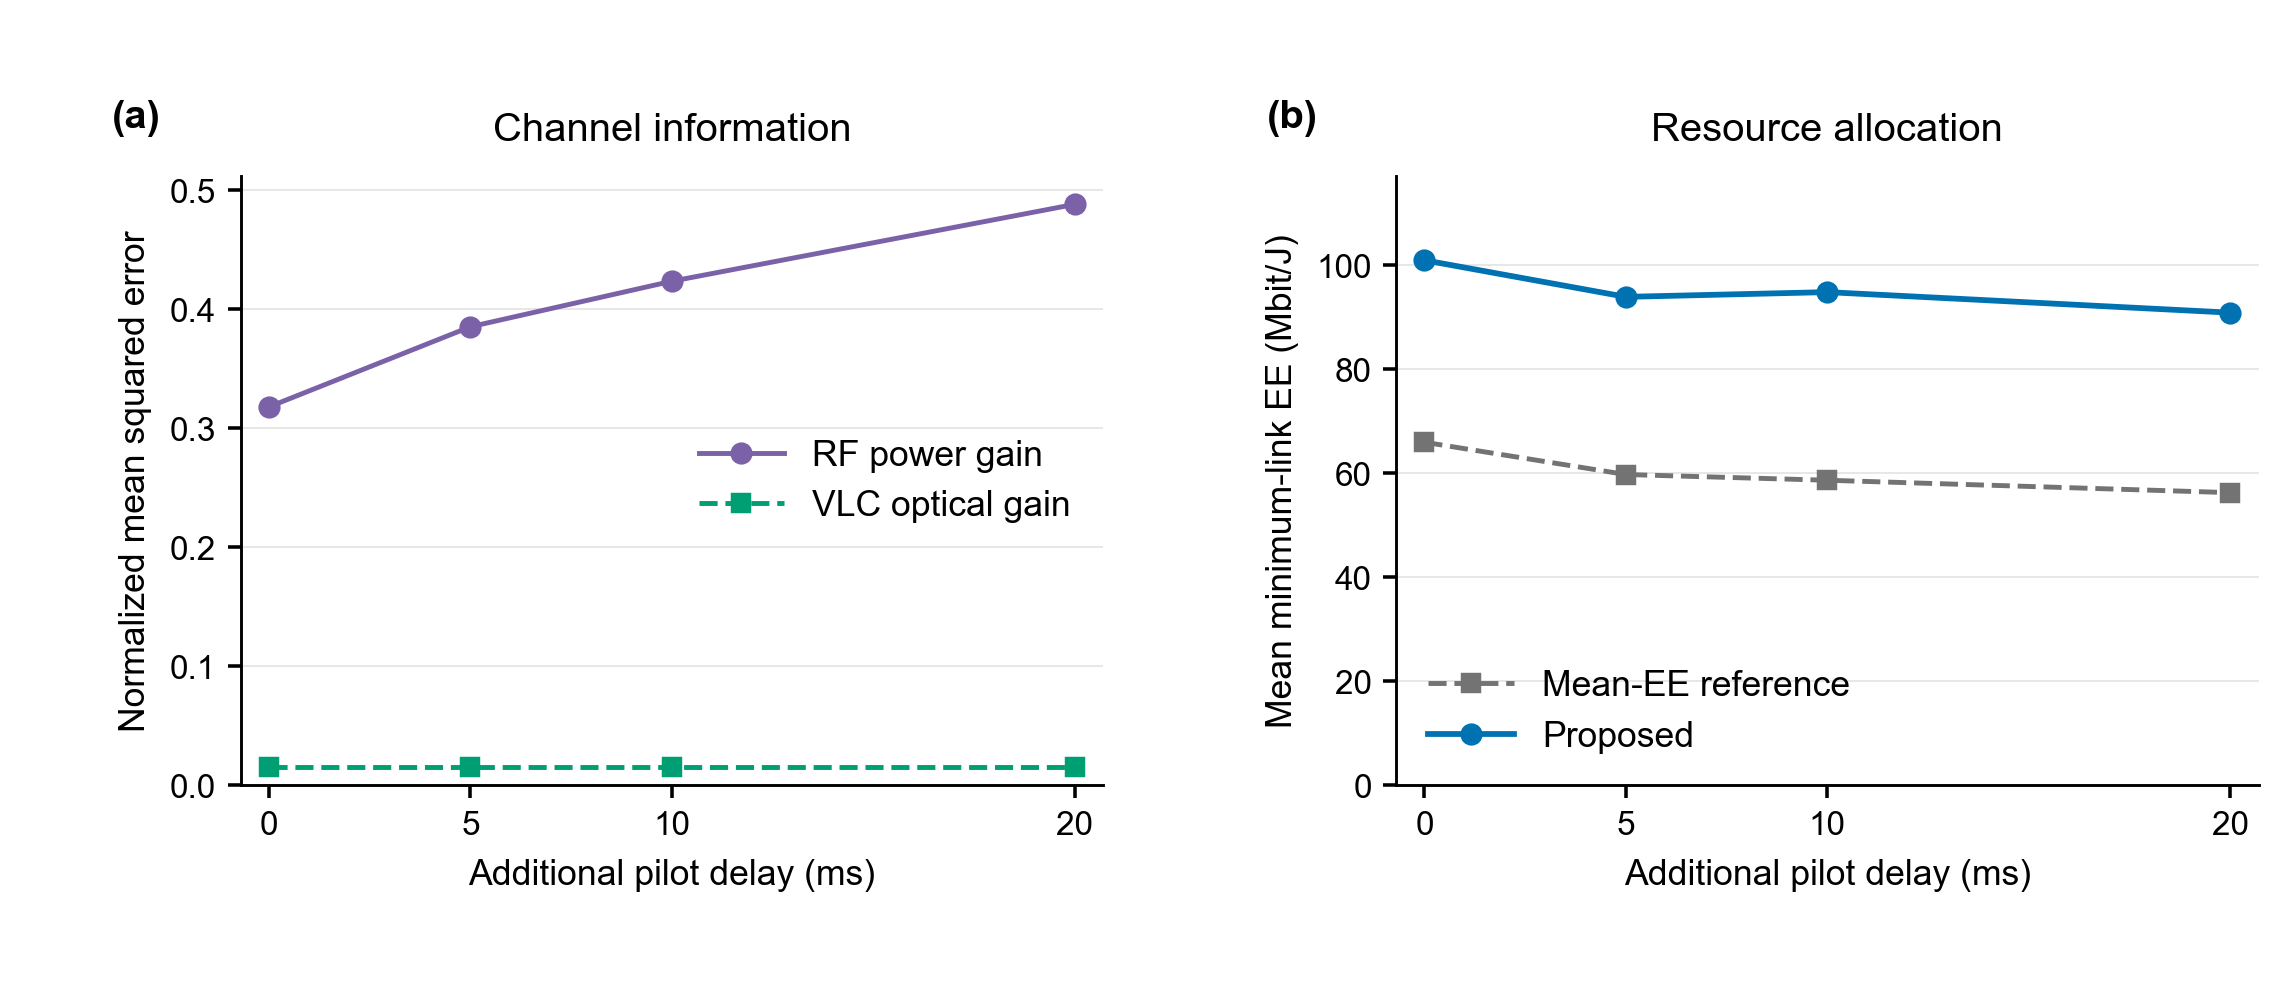 (a)
Channel information
Normalized mean squared error
0.5
0.4
0.3
0.2
0.1
0.0
RF power gain
VLC optical gain
0
5
10
20
Additional pilot delay (ms)
(b)
Resource allocation
Mean minimum-link EE (Mbit/J)
100
80
60
40
20
0
Mean-EE reference
Proposed
0
5
10
20
Additional pilot delay (ms)